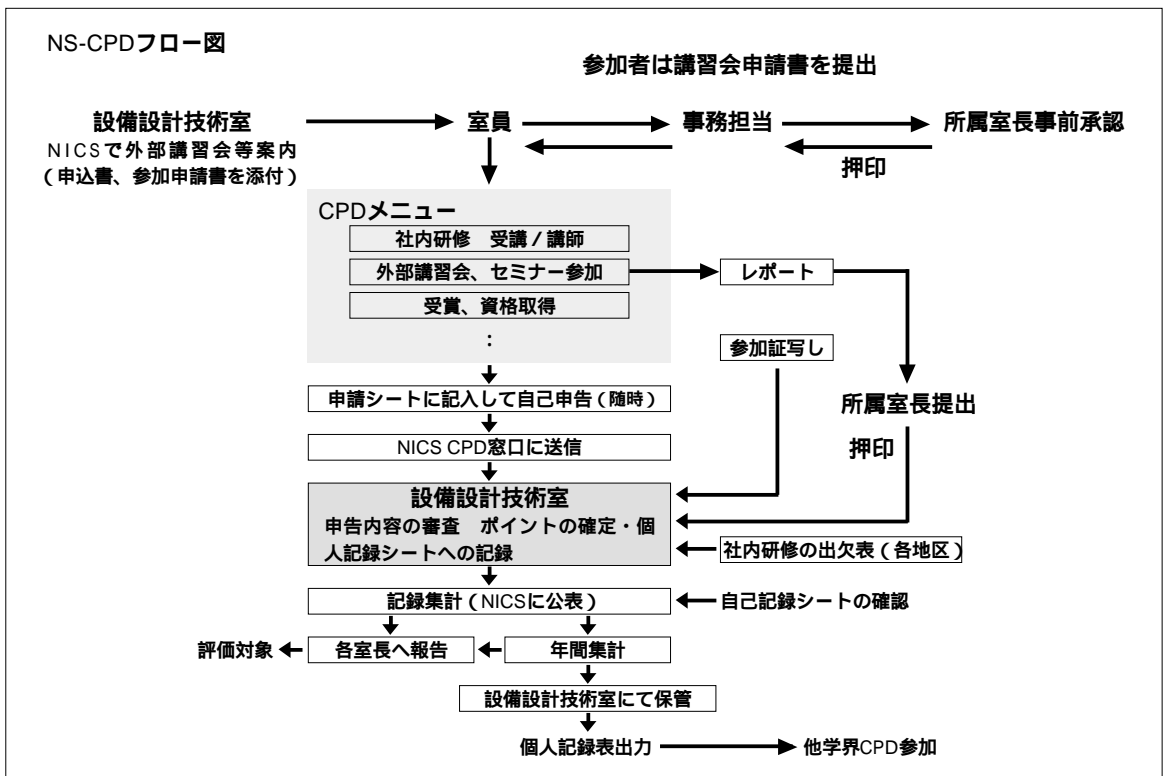 NS-CPDフロー図
参加者は講習会申請書を提出
設備設計技術室 室員 事務担当 所属室長事前承認
NICSで外部講習会等案内
（申込書、参加申請書を添付）
押印
CPDメニュー
社内研修 受講/講師
外部講習会、セミナー参加 レポート
受賞、資格取得
：
参加証写し
申請シートに記入して自己申告（随時）
所属室長提出
NICS CPD窓口に送信
押印
設備設計技術室
申告内容の審査 ポイントの確定・個
人記録シートへの記録
社内研修の出欠表（各地区）
記録集計（NICSに公表） 自己記録シートの確認
評価対象 各室長へ報告 年間集計
設備設計技術室にて保管
個人記録表出力 他学界CPD参加